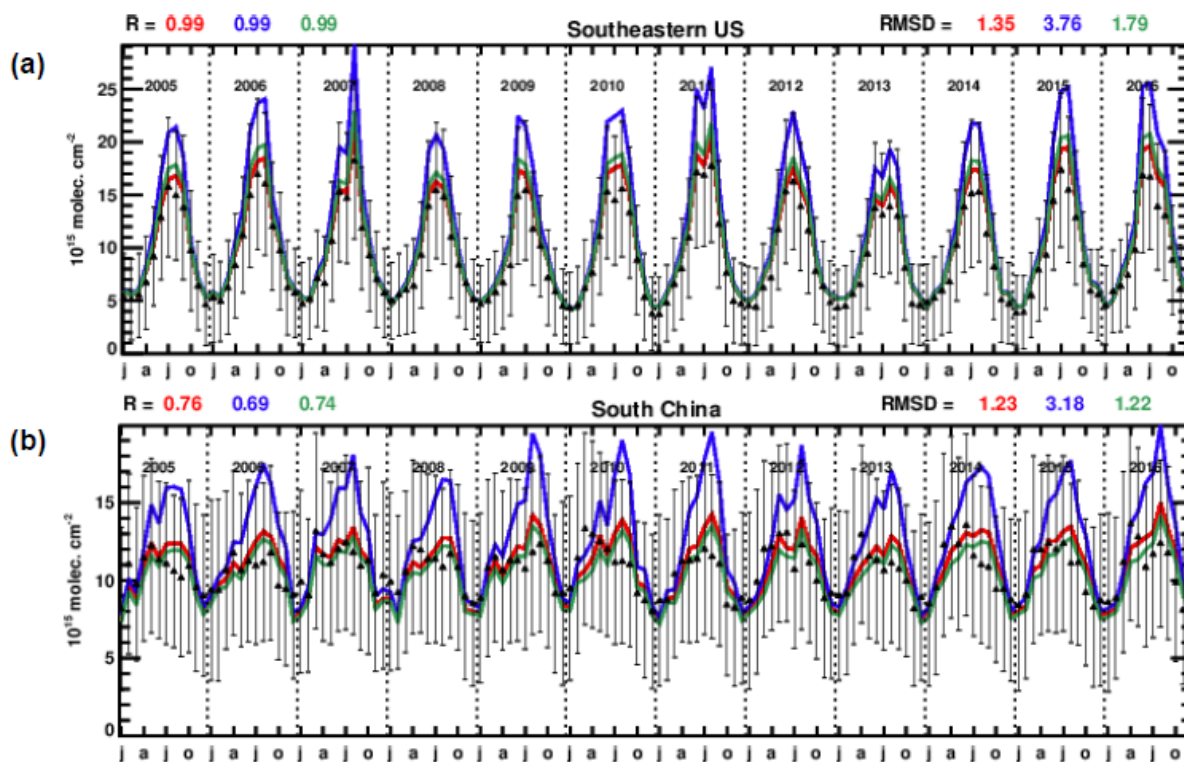 R = 0.99 0.99 0.99 Southeastern US RMSD = 1.35 3.76 1.79
(a)
2005 2006 2007 2008 2009 2010 2011 2012 2013 2014 2015 2016
25
20
15
10
5
0
10¹⁵ molec. cm⁻²
j a j o j a j o j a j o j a j o j a j o j a j o j a j o j a j o j a j o j a j o j a j o j a j o
R = 0.76 0.69 0.74 South China RMSD = 1.23 3.18 1.22
(b)
2005 2006 2007 2008 2009 2010 2011 2012 2013 2014 2015 2016
15
10
5
0
10¹⁵ molec. cm⁻²
j a j o j a j o j a j o j a j o j a j o j a j o j a j o j a j o j a j o j a j o j a j o j a j o